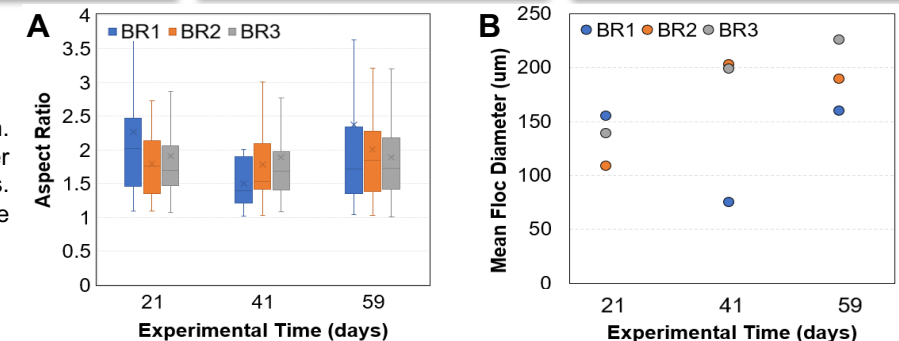 n.
er
s.
e
A
BR1 BR2 BR3
4
3.5
3
2.5
2
1.5
1
0.5
0
Aspect Ratio
21 41 59
Experimental Time (days)
B
BR1 BR2 BR3
250
200
150
100
50
0
Mean Floc Diameter (um)
21 41 59
Experimental Time (days)